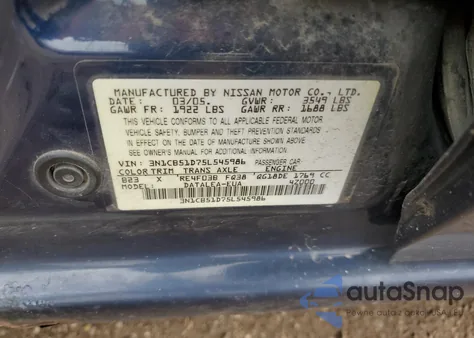 MANUFACTURED BY NISSAN MOTOR CO., LTD.
DATE: 03/05. GVWR: 3549 LBS
GAWR FR: 1922 LBS GAWR RR: 1688 LBS
THIS VEHICLE CONFORMS TO ALL APPLICABLE FEDERAL MOTOR
VEHICLE SAFETY, BUMPER AND THEFT PREVENTION STANDARDS
IN EFFECT ON THE DATE OF MANUFACTURE SHOWN ABOVE.
SEE OWNER'S MANUAL FOR ADDITIONAL INFORMATION
VIN: 3N1CB51D75L545986 PASSENGER CAR
COLOR TRIM TRANS AXLE ENGINE
B23 X RE4F03B FQ38 QG18DE 1769 CC
MODEL: DATALEA-EUA
3N1CB51D75L545986
autoSnap